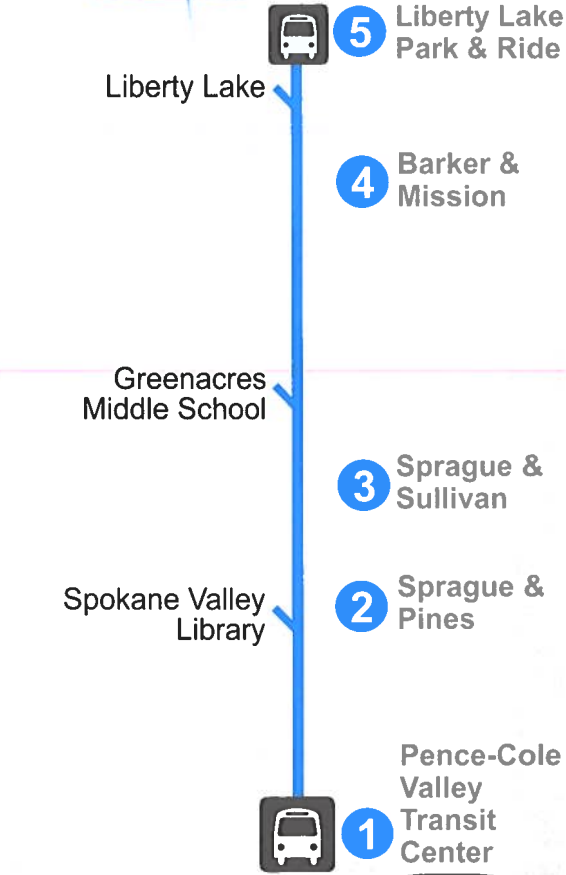 5
Liberty Lake
Park & Ride
Liberty Lake
4
Barker &
Mission
Greenacres
Middle School
3
Sprague &
Sullivan
Spokane Valley
Library
2
Sprague &
Pines
1
Pence-Cole
Valley
Transit
Center